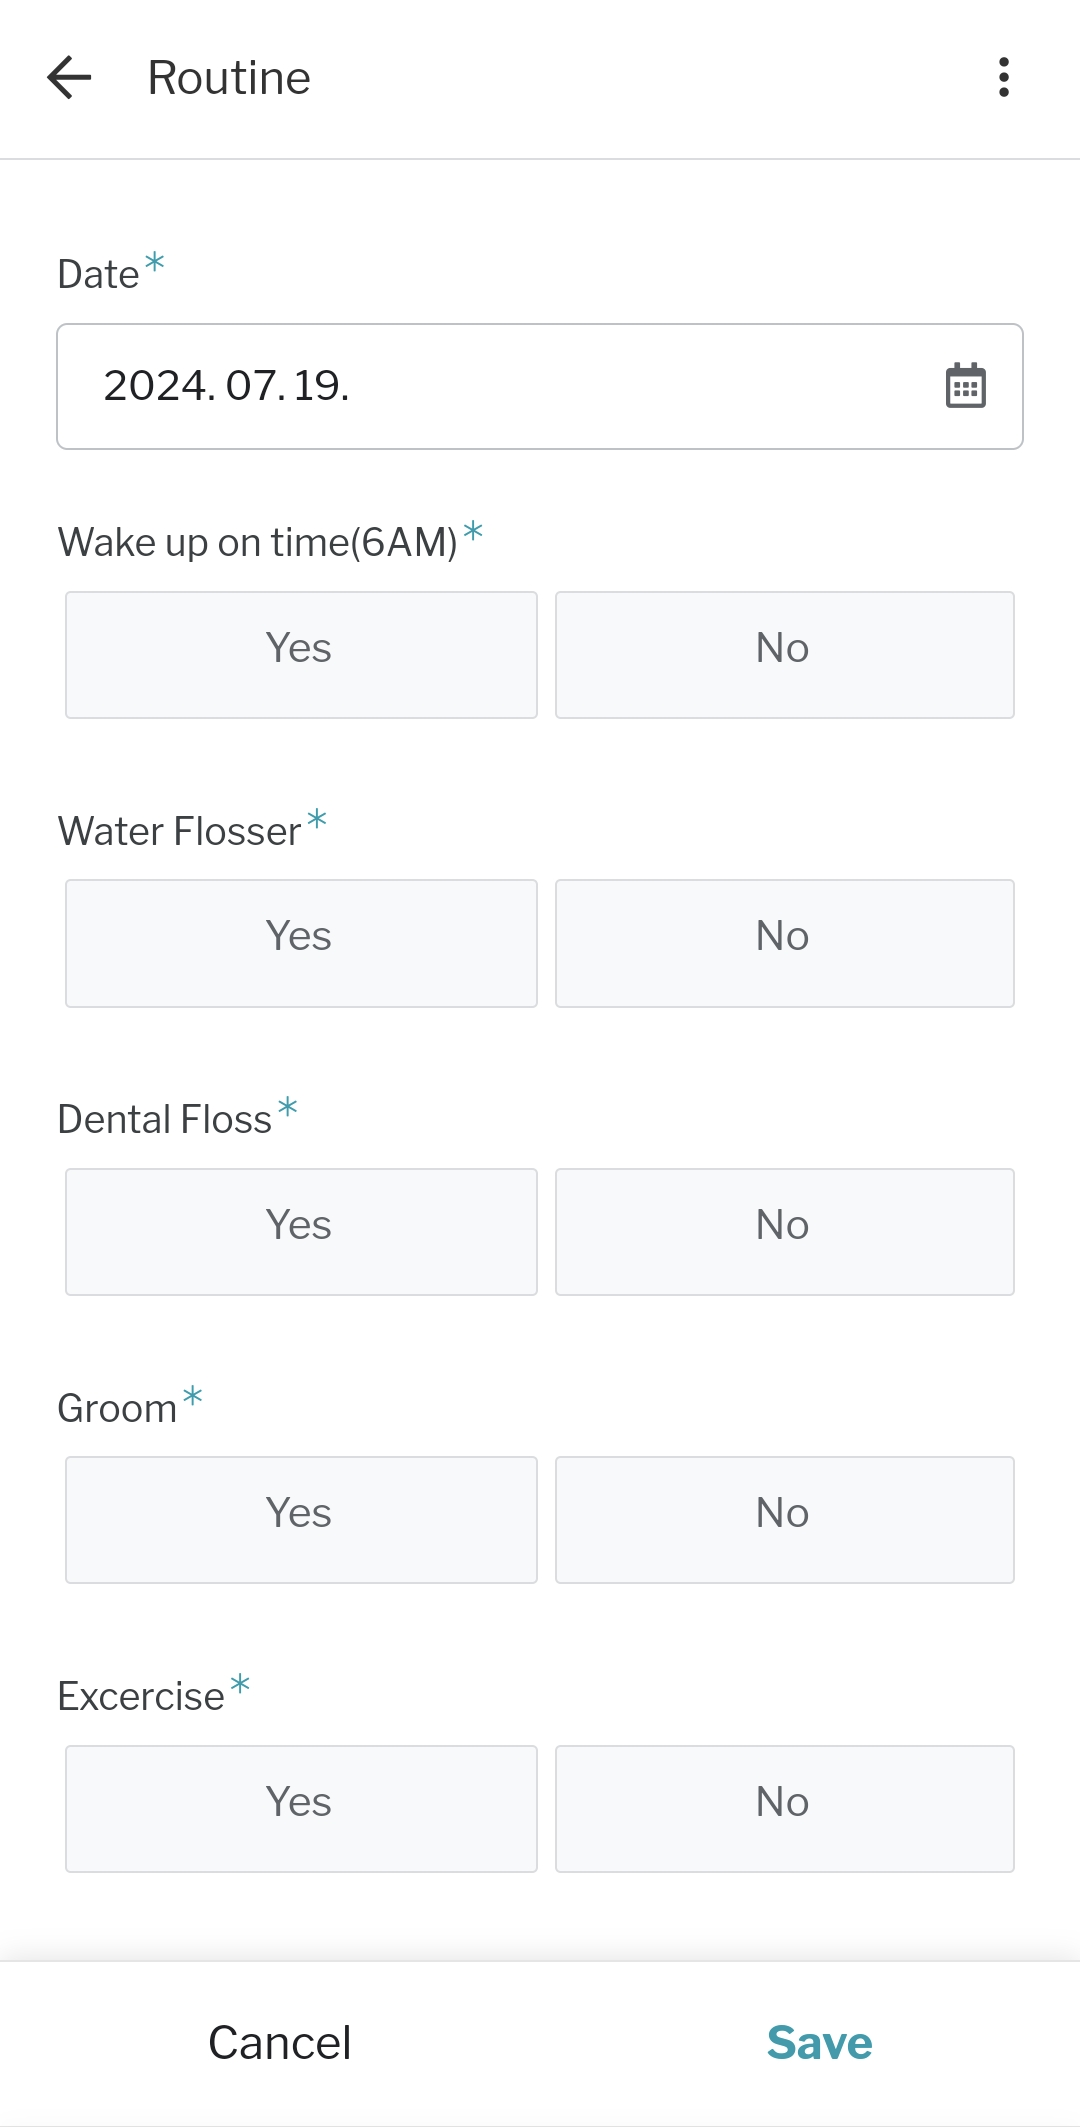 Routine
Date*
2024. 07. 19.
Wake up on time(6AM)*
Yes No
Water Flosser*
Yes No
Dental Floss*
Yes No
Groom*
Yes No
Excercise*
Yes No
Cancel Save